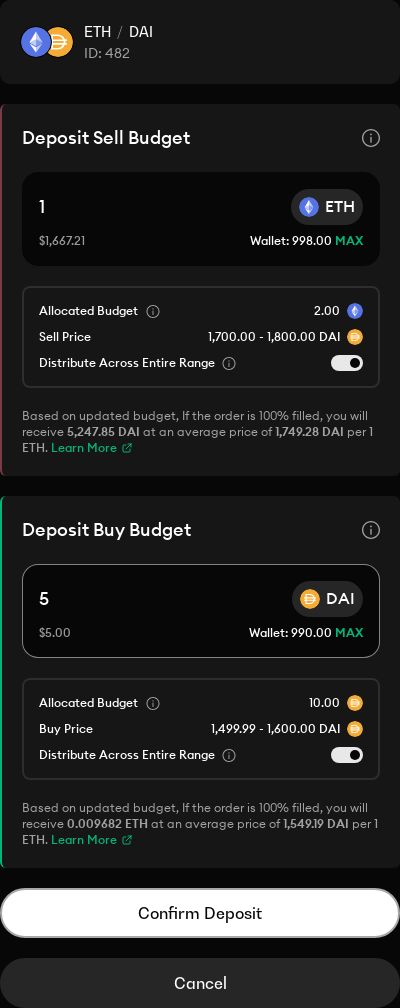 ETH / DAI
ID: 482
Deposit Sell Budget
1
ETH
$1,667.21
Wallet: 998.00 MAX
Allocated Budget
2.00
Sell Price
1,700.00 - 1,800.00 DAI
Distribute Across Entire Range
Based on updated budget, If the order is 100% filled, you will
receive 5,247.85 DAI at an average price of 1,749.28 DAI per 1
ETH. Learn More
Deposit Buy Budget
5
DAI
$5.00
Wallet: 990.00 MAX
Allocated Budget
10.00
Buy Price
1,499.99 - 1,600.00 DAI
Distribute Across Entire Range
Based on updated budget, If the order is 100% filled, you will
receive 0.009682 ETH at an average price of 1,549.19 DAI per 1
ETH. Learn More
Confirm Deposit
Cancel